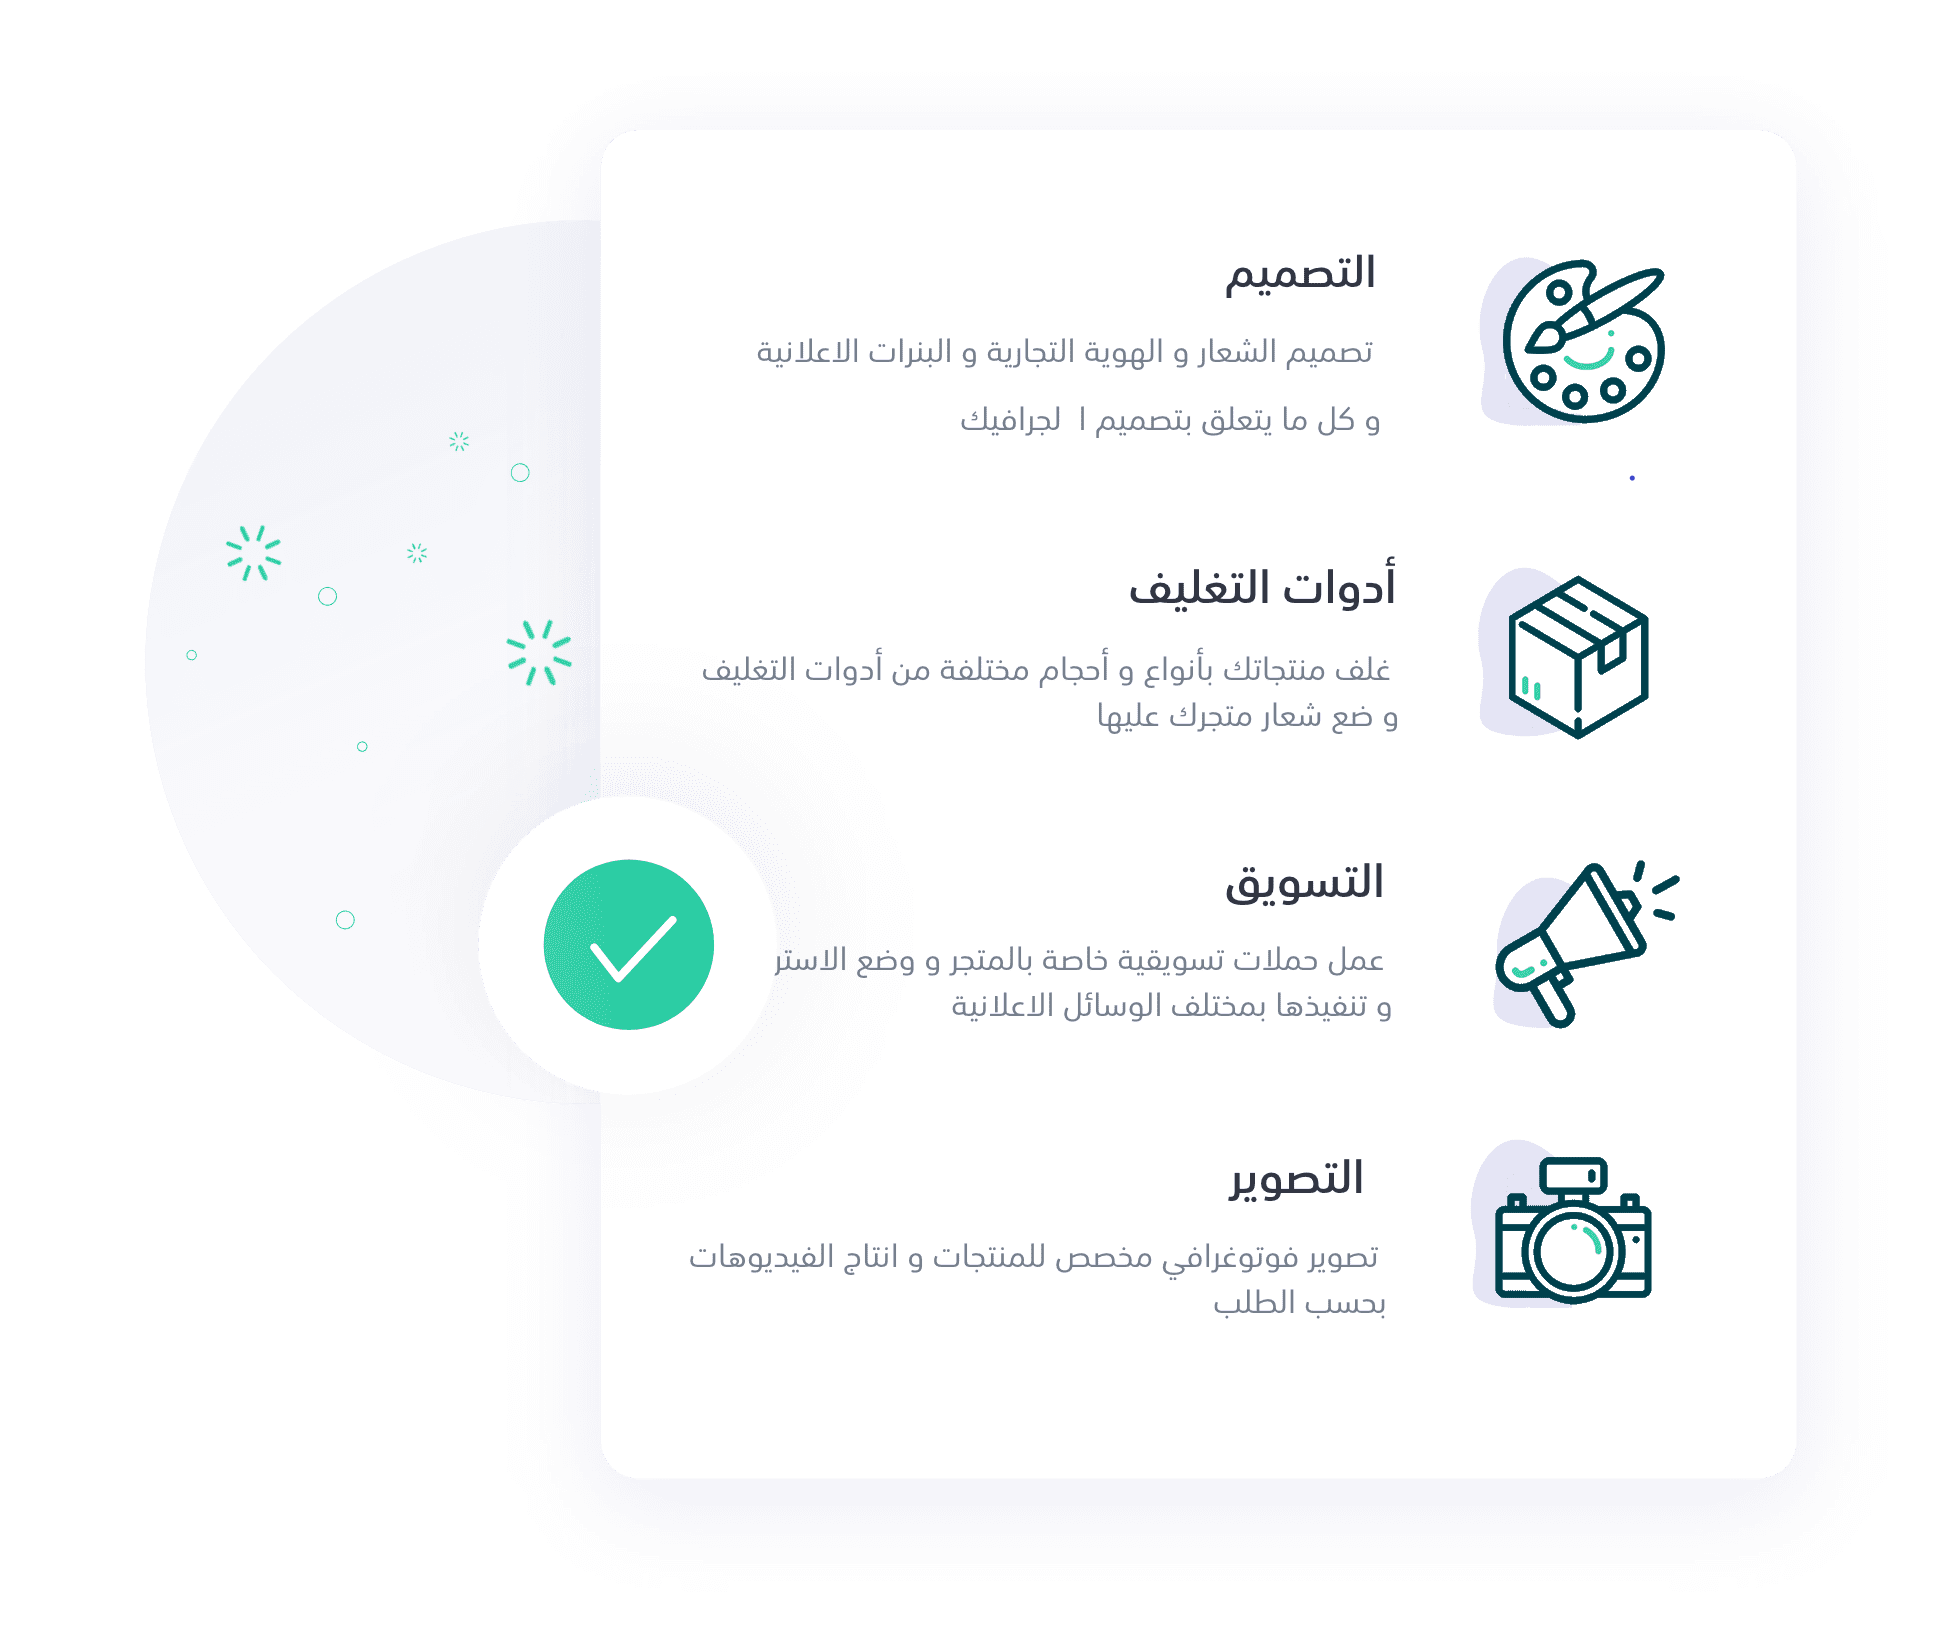 التصميم
تصميم الشعار و الهوية التجارية و البنرات الاعلانية
و كل ما يتعلق بتصميم ا لجرافيك
أدوات التغليف
غلف منتجاتك بأنواع و أحجام مختلفة من أدوات التغليف
و ضع شعار متجرك عليها
التسويق
عمل حملات تسويقية خاصة بالمتجر و وضع الاستر
و تنفيذها بمختلف الوسائل الاعلانية
التصوير
تصوير فوتوغرافي مخصص للمنتجات و انتاج الفيديوهات
بحسب الطلب